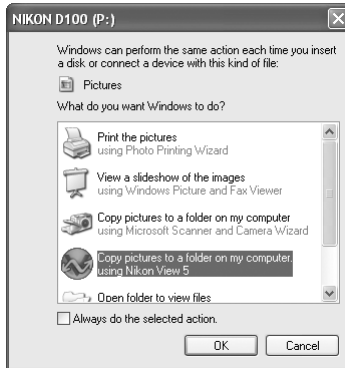 NIKON D100 (P:)
Windows can perform the same action each time you insert
a disk or connect a device with this kind of file:
Pictures
What do you want Windows to do?
Print the pictures
using Photo Printing Wizard
View a slideshow of the images
using Windows Picture and Fax Viewer
Copy pictures to a folder on my computer
using Microsoft Scanner and Camera Wizard
Copy pictures to a folder on my computer.
using Nikon View 5
Open folder to view files
Always do the selected action.
OK
Cancel